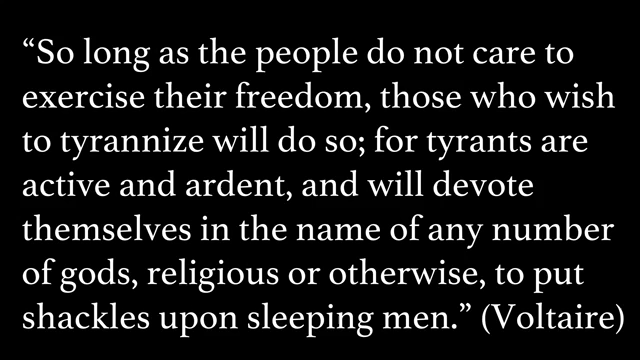 “So long as the people do not care to
exercise their freedom, those who wish
to tyrannize will do so; for tyrants are
active and ardent, and will devote
themselves in the name of any number
of gods, religious or otherwise, to put
shackles upon sleeping men.” (Voltaire)